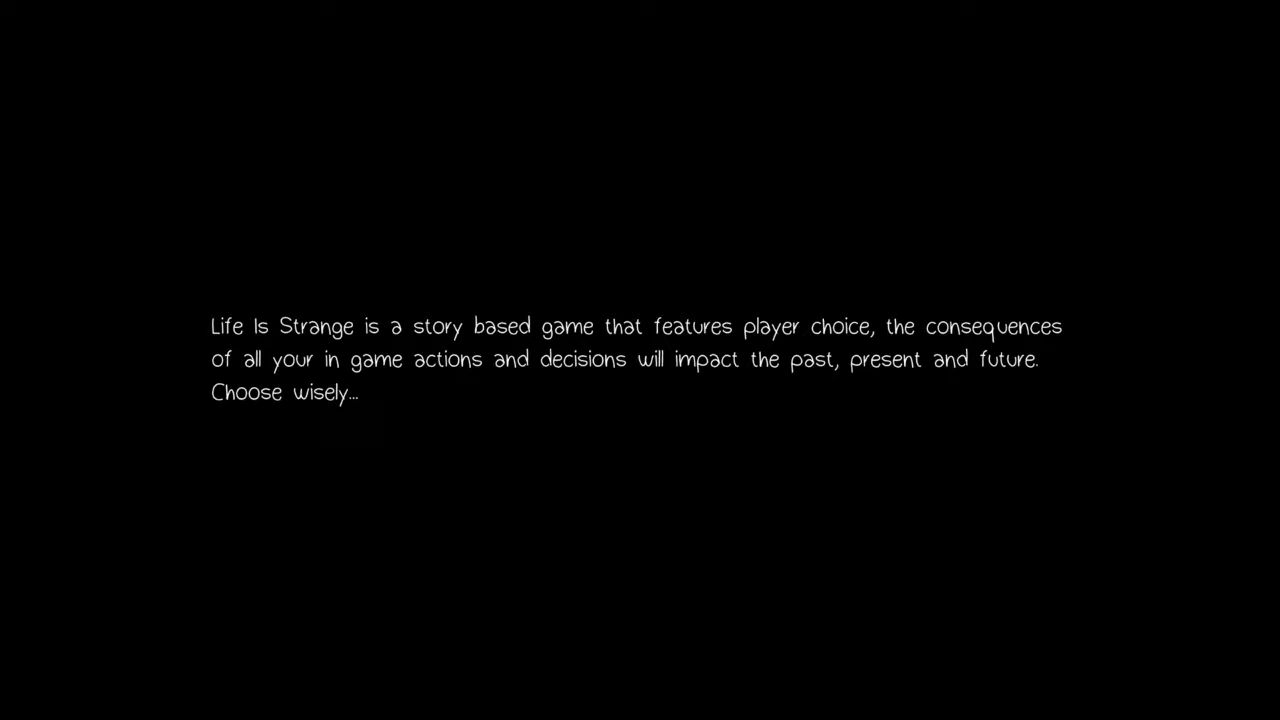 Life Is Strange is a story based game that features player choice, the consequences
of all your in game actions and decisions will impact the past, present and future.
Choose wisely...